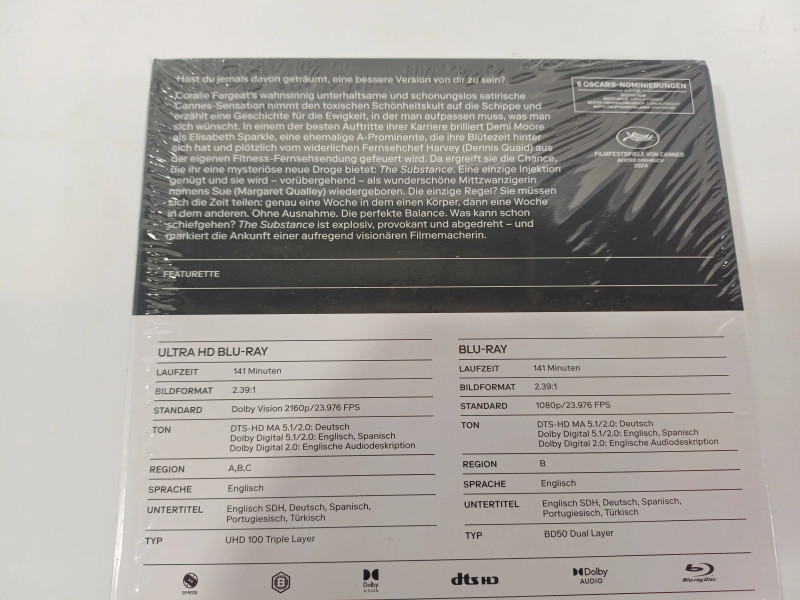 Hast du jemals davon geträumt, eine bessere Version von dir zu sein?
Coralie Fargeat's wahnsinnig unterhaltsame und schonungslos satirische
Cannes-Sensation nimmt den toxischen Schönheitskult auf die Schippe und
erzählt eine Geschichte für die Ewigkeit, in der man aufpassen muss, was man
sich wünscht. In einem der besten Auftritte ihrer Karriere brilliert Demi Moore
als Elisabeth Sparkle, eine ehemalige A-Prominente, die ihre Blütezeit hinter
sich hat und plötzlich vom widerlichen Fernsehchef Harvey (Dennis Quaid) aus
der eigenen Fitness-Fernsehsendung gefeuert wird. Da ergreift sie die Chance,
die ihr eine mysteriöse neue Droge bietet: The Substance. Eine einzige Injektion
genügt und sie wird – vorübergehend – als wunderschöne Mittzwanzigerin
namens Sue (Margaret Qualley) wiedergeboren. Die einzige Regel? Sie müssen
sich die Zeit teilen: genau eine Woche in dem einen Körper, dann eine Woche
in dem anderen. Ohne Ausnahme. Die perfekte Balance. Was kann schon
schiefgehen? The Substance ist explosiv, provokant und abgedreht – und
markiert die Ankunft einer aufregend visionären Filmemacherin.
5 OSCARS-NOMINIERUNGEN
FILMFESTSPIELE VON CANNES
BESTES DREHBUCH
2024
FEATURETTE
ULTRA HD BLU-RAY
LAUFZEIT 141 Minuten
BILDFORMAT 2.39:1
STANDARD Dolby Vision 2160p/23.976 FPS
TON DTS-HD MA 5.1/2.0: Deutsch
Dolby Digital 5.1/2.0: Englisch, Spanisch
Dolby Digital 2.0: Englische Audiodeskription
REGION A,B,C
SPRACHE Englisch
UNTERTITEL Englisch SDH, Deutsch, Spanisch,
Portugiesisch, Türkisch
TYP UHD 100 Triple Layer
BLU-RAY
LAUFZEIT 141 Minuten
BILDFORMAT 2.39:1
STANDARD 1080p/23.976 FPS
TON DTS-HD MA 5.1/2.0: Deutsch
Dolby Digital 5.1/2.0: Englisch, Spanisch
Dolby Digital 2.0: Englische Audiodeskription
REGION B
SPRACHE Englisch
UNTERTITEL Englisch SDH, Deutsch, Spanisch,
Portugiesisch, Türkisch
TYP BD50 Dual Layer
B
Dolby
VISION
dts HD
Dolby
AUDIO
Blu-ray Disc